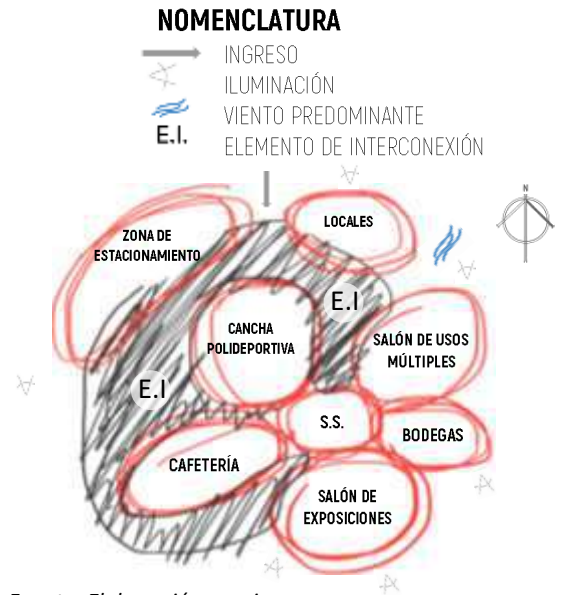 NOMENCLATURA
INGRESO
ILUMINACIÓN
VIENTO PREDOMINANTE
E.I.
ELEMENTO DE INTERCONEXIÓN
N
LOCALES
ZONA DE
ESTACIONAMIENTO
E.I
CANCHA
POLIDEPORTIVA
SALÓN DE USOS
MÚLTIPLES
E.I
S.S.
BODEGAS
CAFETERÍA
SALÓN DE
EXPOSICIONES